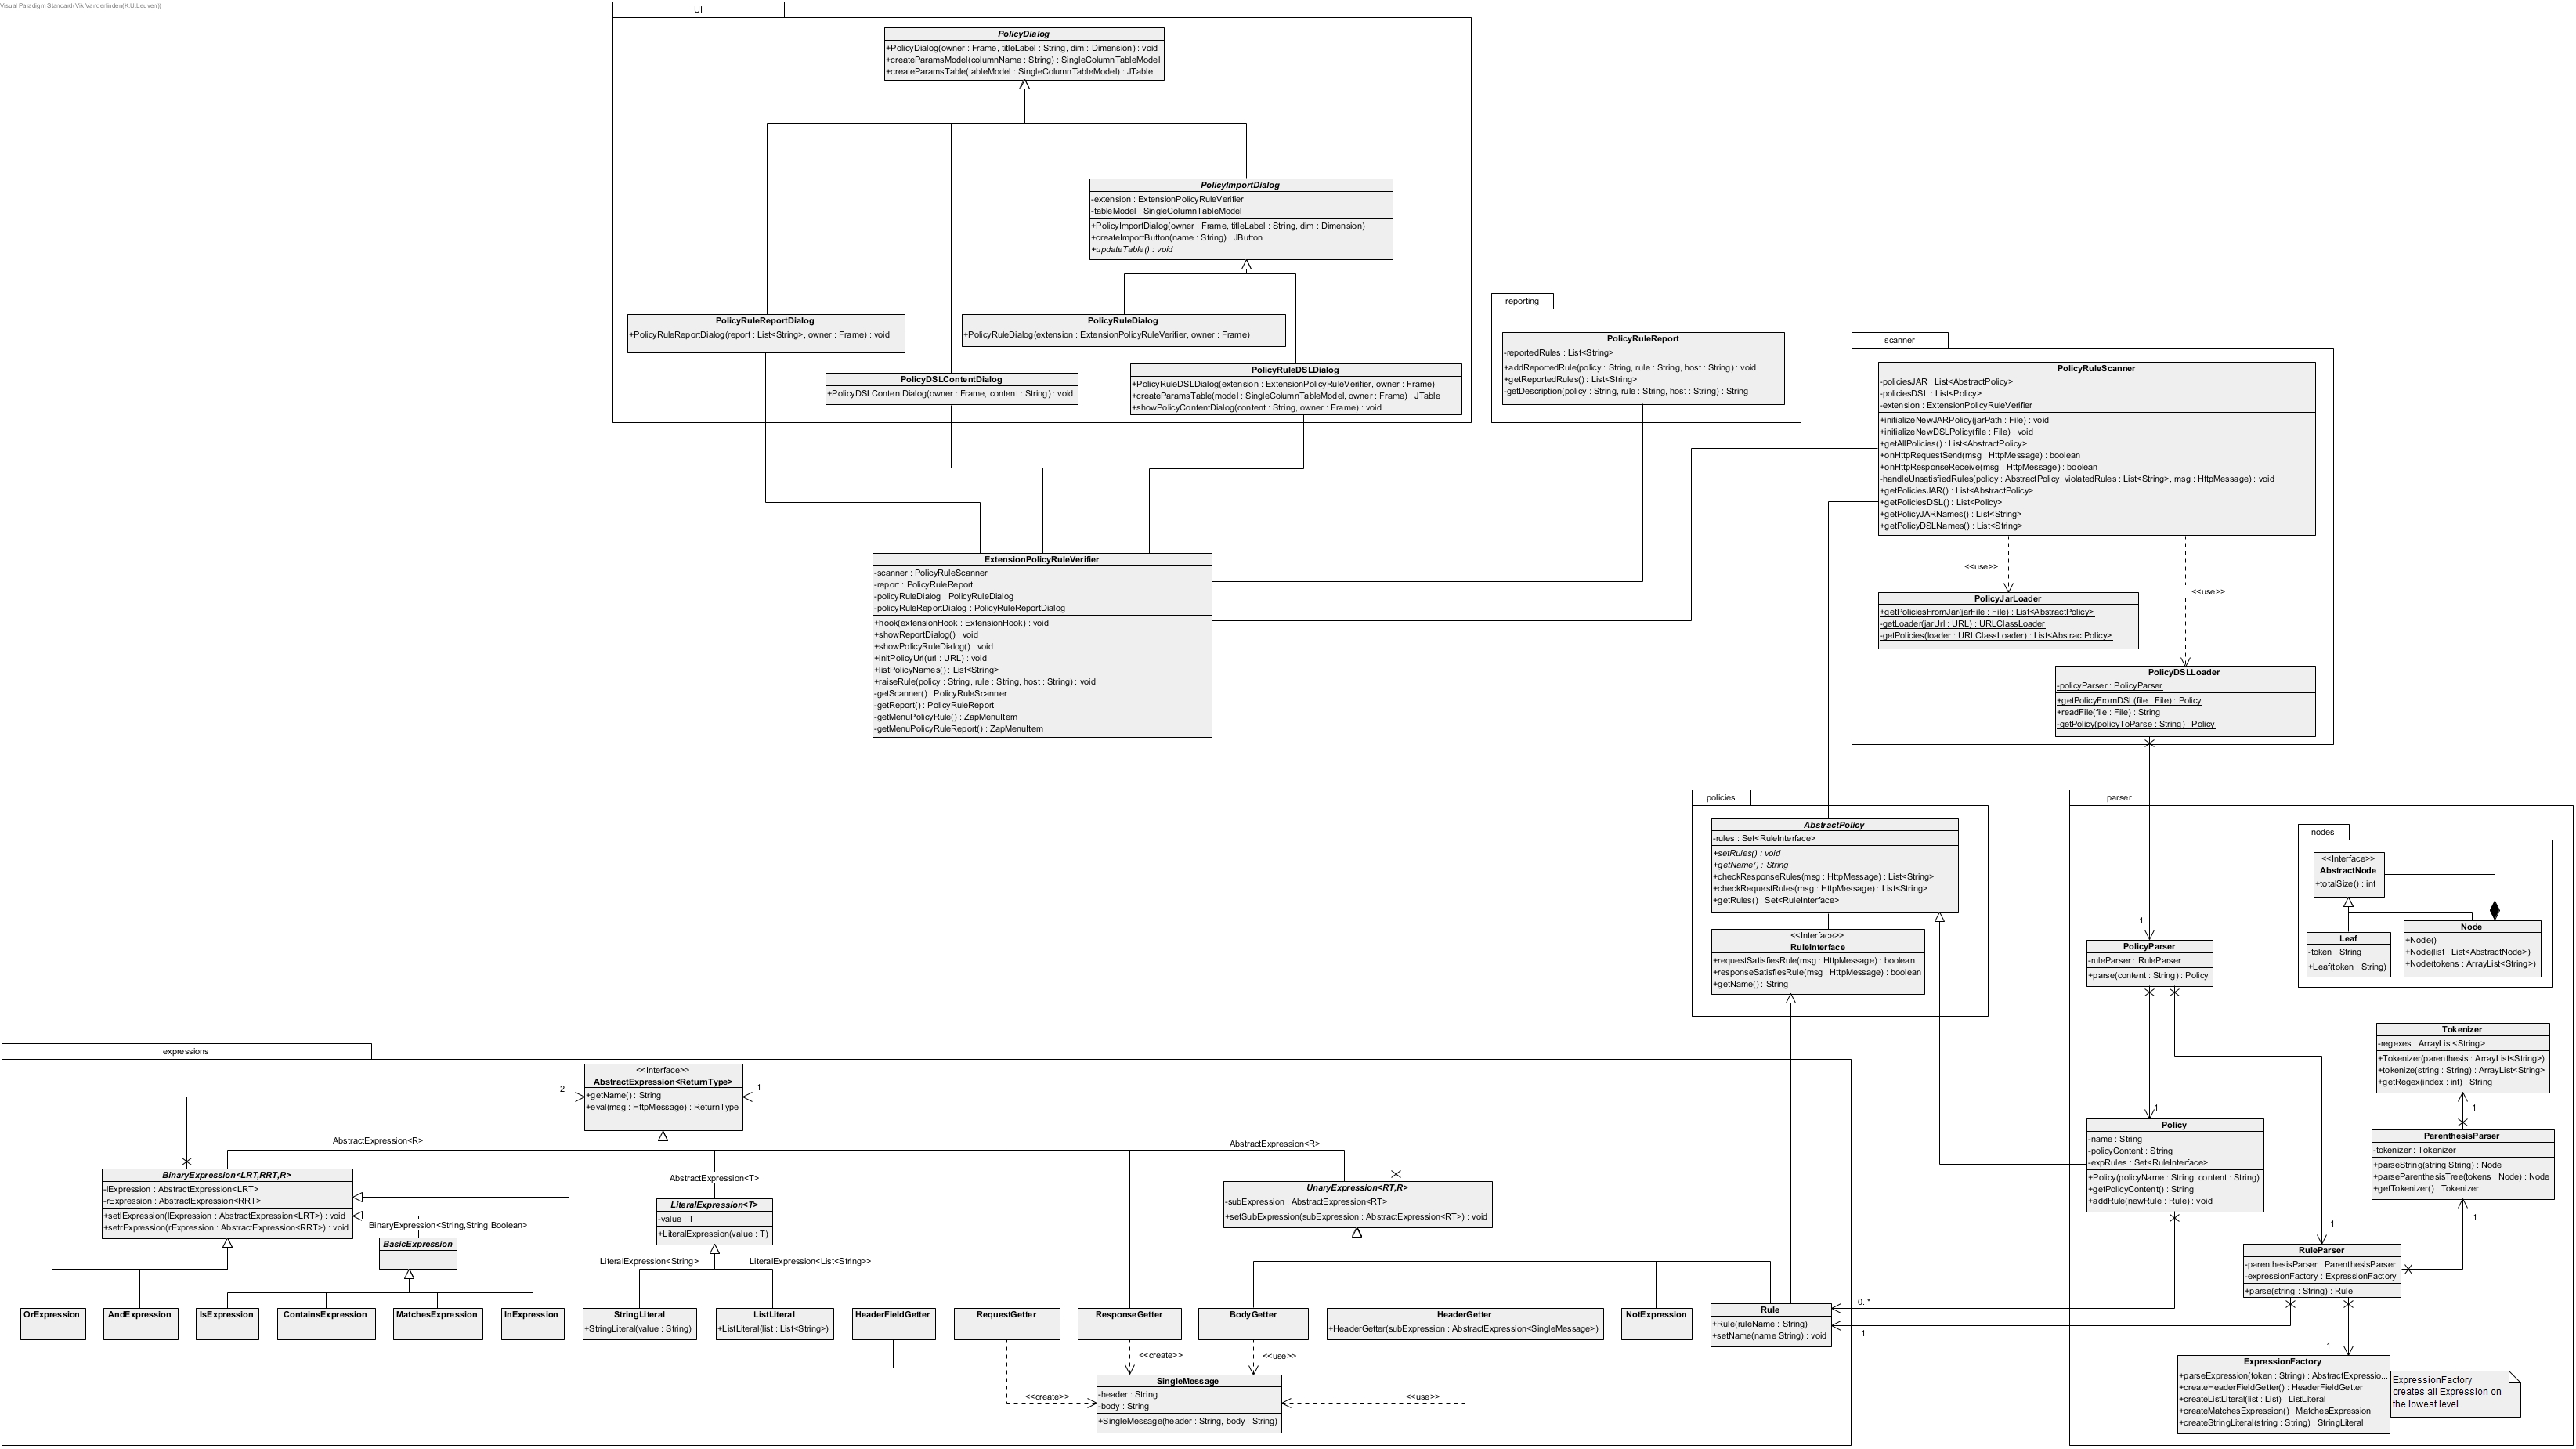 Visual Paradigm Standard(Vik Vanderlinden(K.U.Leuven))
UI
PolicyDialog
+PolicyDialog(owner : Frame, titleLabel : String, dim : Dimension) : void
+createParamsModel(columnName : String) : SingleColumnTableModel
+createParamsTable(tableModel : SingleColumnTableModel) : JTable
PolicyImportDialog
-extension : ExtensionPolicyRuleVerifier
-tableModel : SingleColumnTableModel
+PolicyImportDialog(owner : Frame, titleLabel : String, dim : Dimension)
+createImportButton(name : String) : JButton
+updateTable() : void
PolicyRuleReportDialog
+PolicyRuleReportDialog(report : List<String>, owner : Frame) : void
PolicyRuleDialog
+PolicyRuleDialog(extension : ExtensionPolicyRuleVerifier, owner : Frame)
PolicyDSLContentDialog
+PolicyDSLContentDialog(owner : Frame, content : String) : void
PolicyRuleDSLDialog
+PolicyRuleDSLDialog(extension : ExtensionPolicyRuleVerifier, owner : Frame)
+createParamsTable(model : SingleColumnTableModel, owner : Frame) : JTable
+showPolicyContentDialog(content : String, owner : Frame) : void
reporting
PolicyRuleReport
-reportedRules : List<String>
+addReportedRule(policy : String, rule : String, host : String) : void
+getReportedRules() : List<String>
-getDescription(policy : String, rule : String, host : String) : String
scanner
PolicyRuleScanner
-policiesJAR : List<AbstractPolicy>
-policiesDSL : List<Policy>
-extension : ExtensionPolicyRuleVerifier
+initializeNewJARPolicy(jarPath : File) : void
+initializeNewDSLPolicy(file : File) : void
+getAllPolicies() : List<AbstractPolicy>
+onHttpRequestSend(msg : HttpMessage) : boolean
+onHttpResponseReceive(msg : HttpMessage) : boolean
-handleUnsatisfiedRules(policy : AbstractPolicy, violatedRules : List<String>, msg : HttpMessage) : void
+getPoliciesJAR() : List<AbstractPolicy>
+getPoliciesDSL() : List<Policy>
+getPolicyJARNames() : List<String>
+getPolicyDSLNames() : List<String>
<<use>>
<<use>>
PolicyJarLoader
+getPoliciesFromJar(jarFile : File) : List<AbstractPolicy>
-getLoader(jarUrl : URL) : URLClassLoader
-getPolicies(loader : URLClassLoader) : List<AbstractPolicy>
PolicyDSLLoader
-policyParser : PolicyParser
+getPolicyFromDSL(file : File) : Policy
+readFile(file : File) : String
-getPolicy(policyToParse : String) : Policy
ExtensionPolicyRuleVerifier
-scanner : PolicyRuleScanner
-report : PolicyRuleReport
-policyRuleDialog : PolicyRuleDialog
-policyRuleReportDialog : PolicyRuleReportDialog
+hook(extensionHook : ExtensionHook) : void
+showReportDialog() : void
+showPolicyRuleDialog() : void
+initPolicyUrl(url : URL) : void
+listPolicyNames() : List<String>
+raiseRule(policy : String, rule : String, host : String) : void
-getScanner() : PolicyRuleScanner
-getReport() : PolicyRuleReport
-getMenuPolicyRule() : ZapMenuItem
-getMenuPolicyRuleReport() : ZapMenuItem
policies
AbstractPolicy
-rules : Set<RuleInterface>
+setRules() : void
+getName() : String
+checkResponseRules(msg : HttpMessage) : List<String>
+checkRequestRules(msg : HttpMessage) : List<String>
+getRules() : Set<RuleInterface>
<<Interface>>
RuleInterface
+requestSatisfiesRule(msg : HttpMessage) : boolean
+responseSatisfiesRule(msg : HttpMessage) : boolean
+getName() : String
parser
nodes
<<Interface>>
AbstractNode
+totalSize() : int
Leaf
-token : String
+Leaf(token : String)
Node
+Node()
+Node(list : List<AbstractNode>)
+Node(tokens : ArrayList<String>)
1
PolicyParser
-ruleParser : RuleParser
+parse(content : String) : Policy
Tokenizer
-regexes : ArrayList<String>
+Tokenizer(parenthesis : ArrayList<String>)
+tokenize(string : String) : ArrayList<String>
+getRegex(index : int) : String
1
1
Policy
-name : String
-policyContent : String
-expRules : Set<RuleInterface>
+Policy(policyName : String, content : String)
+getPolicyContent() : String
+addRule(newRule : Rule) : void
ParenthesisParser
-tokenizer : Tokenizer
+parseString(string String) : Node
+parseParenthesisTree(tokens : Node) : Node
+getTokenizer() : Tokenizer
1
1
RuleParser
-parenthesisParser : ParenthesisParser
-expressionFactory : ExpressionFactory
+parse(string : String) : Rule
0..*
1
1
ExpressionFactory
+parseExpression(token : String) : AbstractExpressio...
+createHeaderFieldGetter() : HeaderFieldGetter
+createListLiteral(list : List) : ListLiteral
+createMatchesExpression() : MatchesExpression
+createStringLiteral(string : String) : StringLiteral
ExpressionFactory
creates all Expression on
the lowest level
expressions
<<Interface>>
AbstractExpression<ReturnType>
+getName() : String
+eval(msg : HttpMessage) : ReturnType
2
1
AbstractExpression<R>
AbstractExpression<R>
AbstractExpression<T>
BinaryExpression<LRT,RRT,R>
-lExpression : AbstractExpression<LRT>
-rExpression : AbstractExpression<RRT>
+setlExpression(lExpression : AbstractExpression<LRT>) : void
+setrExpression(rExpression : AbstractExpression<RRT>) : void
BinaryExpression<String,String,Boolean>
BasicExpression
LiteralExpression<T>
-value : T
+LiteralExpression(value : T)
LiteralExpression<String>
LiteralExpression<List<String>>
UnaryExpression<RT,R>
-subExpression : AbstractExpression<RT>
+setSubExpression(subExpression : AbstractExpression<RT>) : void
OrExpression
AndExpression
IsExpression
ContainsExpression
MatchesExpression
InExpression
StringLiteral
+StringLiteral(value : String)
ListLiteral
+ListLiteral(list : List<String>)
HeaderFieldGetter
RequestGetter
ResponseGetter
BodyGetter
HeaderGetter
+HeaderGetter(subExpression : AbstractExpression<SingleMessage>)
NotExpression
Rule
+Rule(ruleName : String)
+setName(name String) : void
<<create>>
<<use>>
<<create>>
<<use>>
SingleMessage
-header : String
-body : String
+SingleMessage(header : String, body : String)